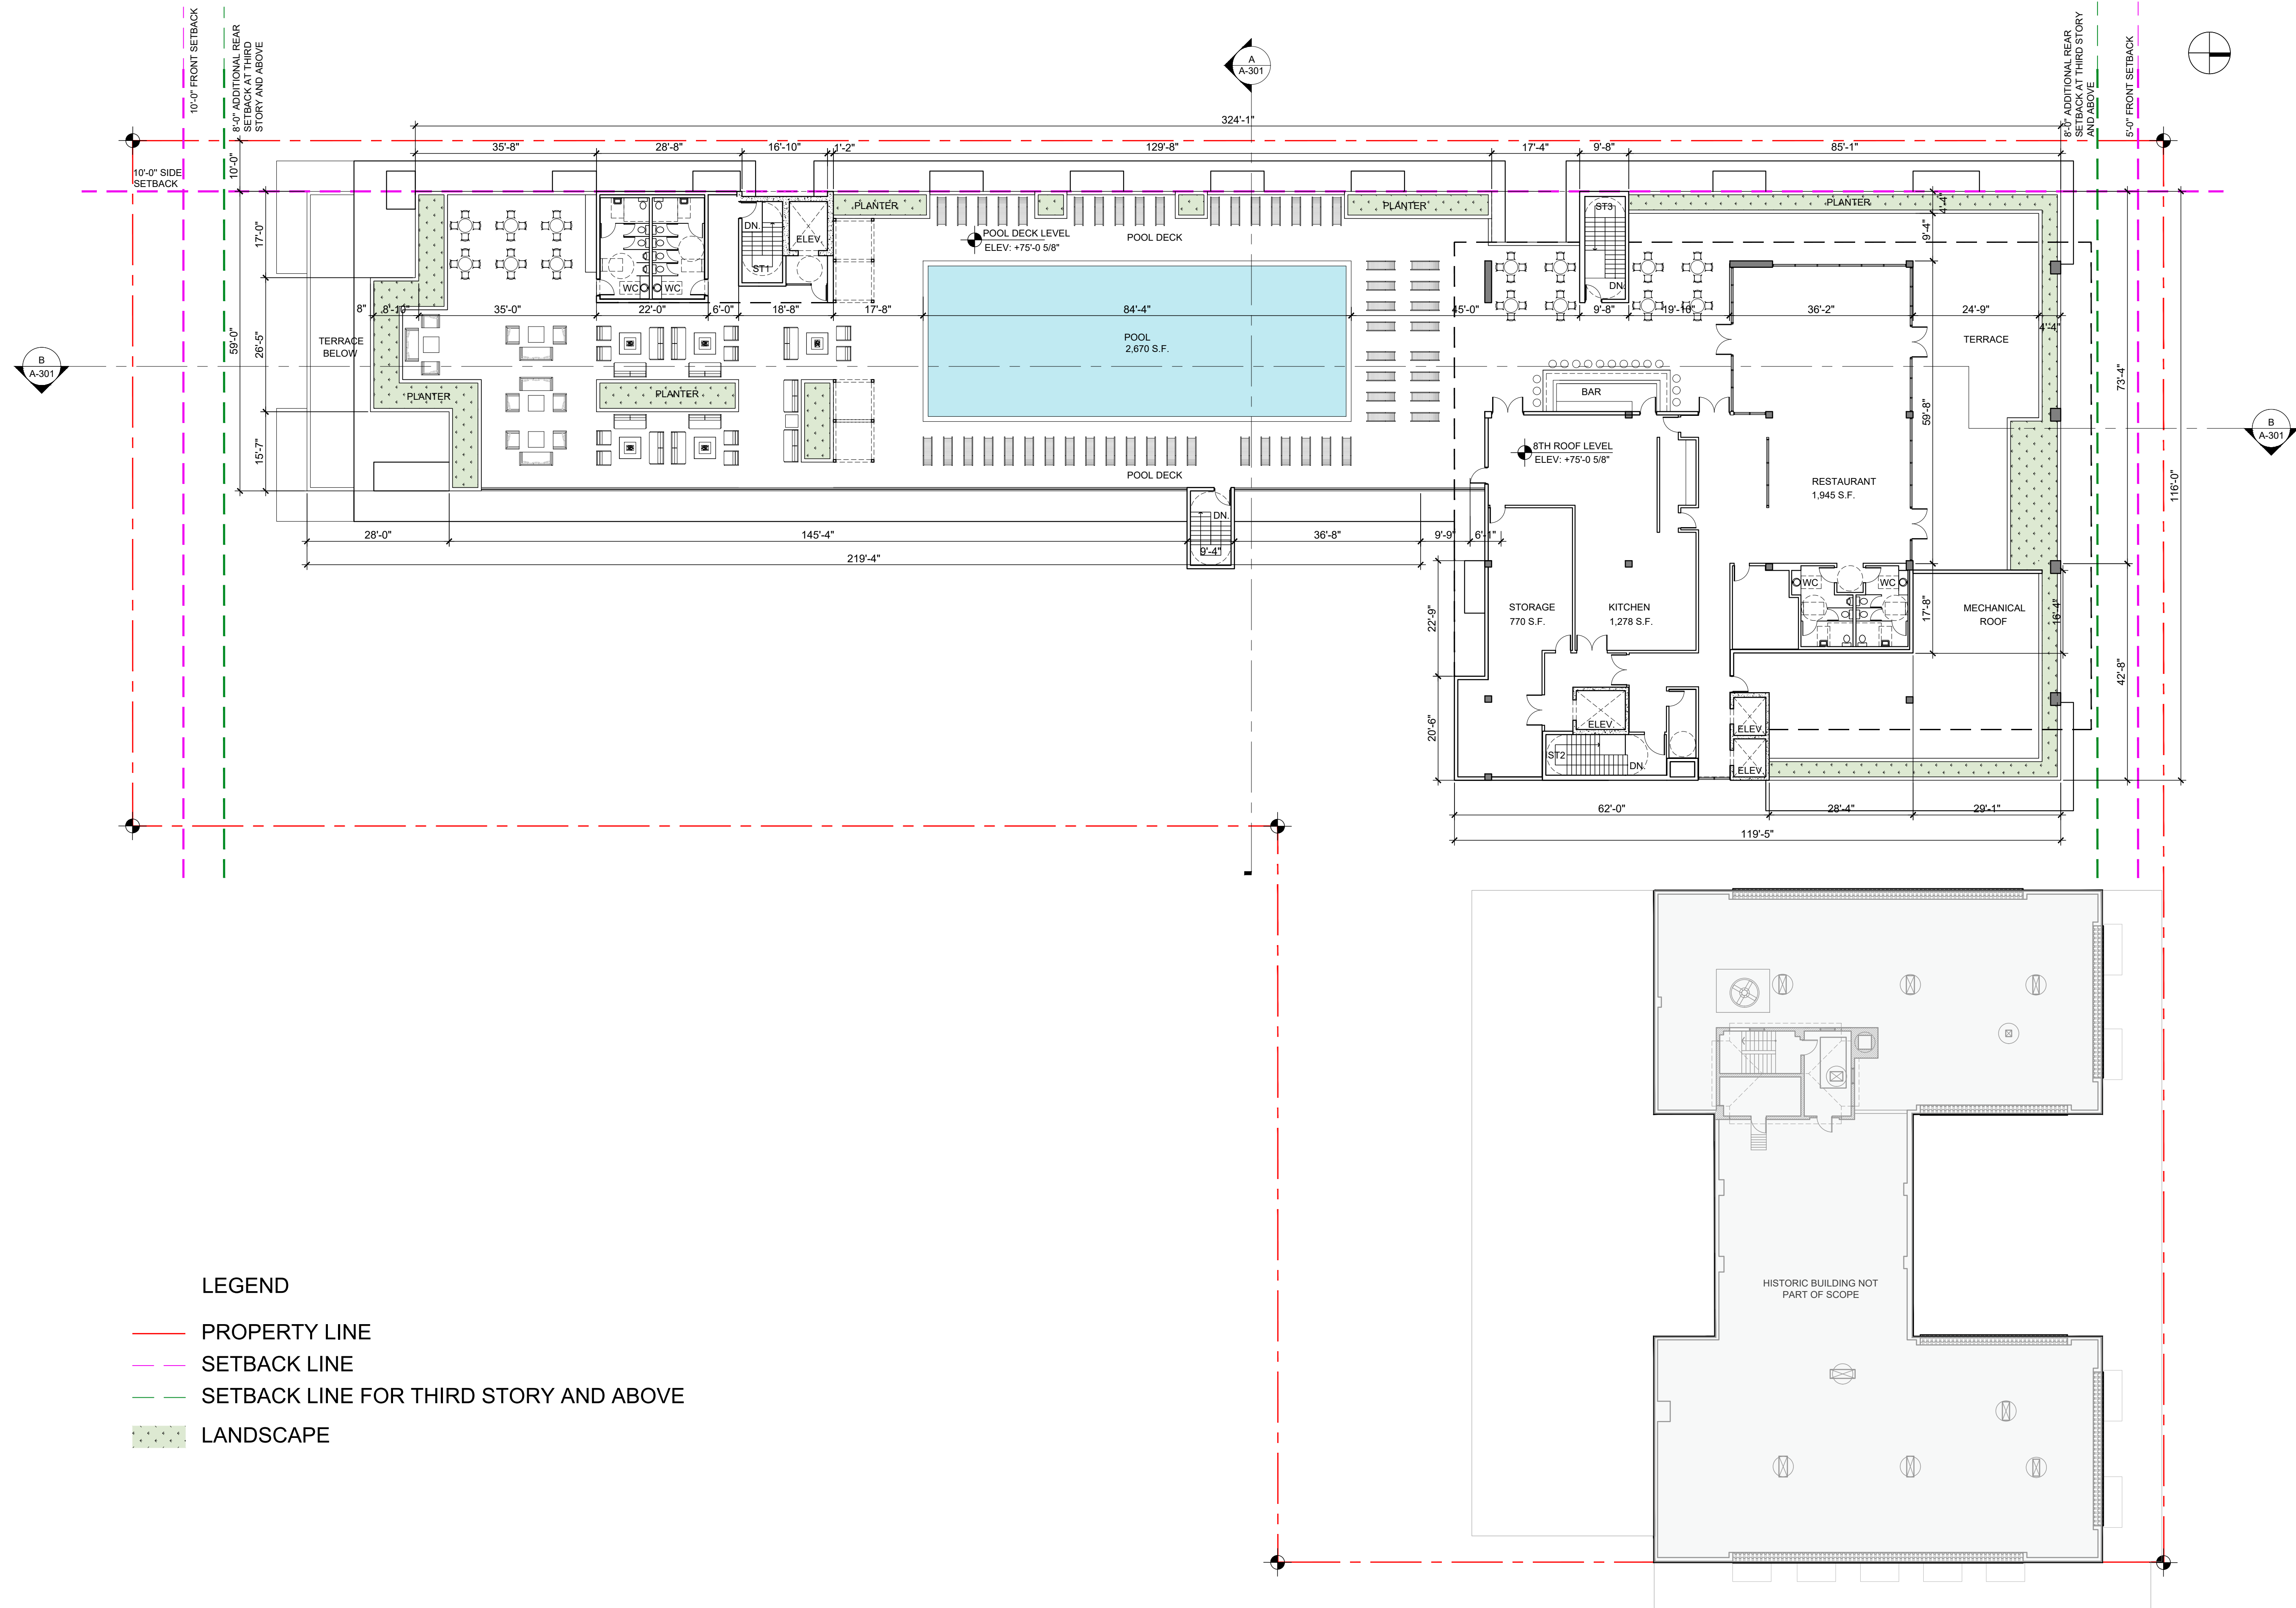 10'-0" FRONT SETBACK
8'-0" ADDITIONAL REAR
SETBACK AT THIRD
STORY AND ABOVE
A
A-301
8'-0" ADDITIONAL REAR
SETBACK AT THIRD STORY
AND ABOVE
5'-0" FRONT SETBACK
324'-1"
35'-8"
28'-8"
16'-10"
1'-2"
129'-8"
17'-4"
9'-8"
85'-1"
10'-0"
10'-0" SIDE
SETBACK
PLANTER
PLANTER
ST3
PLANTER
4'-4"
17'-0"
DN.
ELEV.
ST1
POOL DECK LEVEL
ELEV: +75'-0 5/8"
POOL DECK
9'-4"
WC
WC
DN.
8"
8'-10"
35'-0"
22'-0"
6'-0"
18'-8"
17'-8"
84'-4"
45'-0"
9'-8"
19'-10"
36'-2"
24'-9"
4'-4"
59'-0"
26'-5"
TERRACE
BELOW
POOL
2,670 S.F.
TERRACE
B
A-301
PLANTER
PLANTER
BAR
73'-4"
59'-8"
B
A-301
15'-7"
8TH ROOF LEVEL
ELEV: +75'-0 5/8"
POOL DECK
RESTAURANT
1,945 S.F.
116'-0"
DN.
28'-0"
145'-4"
9'-4"
36'-8"
9'-9"
6'-1"
219'-4"
WC
WC
22'-9"
STORAGE
770 S.F.
KITCHEN
1,278 S.F.
17'-8"
MECHANICAL
ROOF
16'-4"
42'-8"
20'-6"
ELEV.
ELEV.
ST2
DN.
ELEV.
62'-0"
28'-4"
29'-1"
119'-5"
HISTORIC BUILDING NOT
PART OF SCOPE
LEGEND
PROPERTY LINE
SETBACK LINE
SETBACK LINE FOR THIRD STORY AND ABOVE
LANDSCAPE